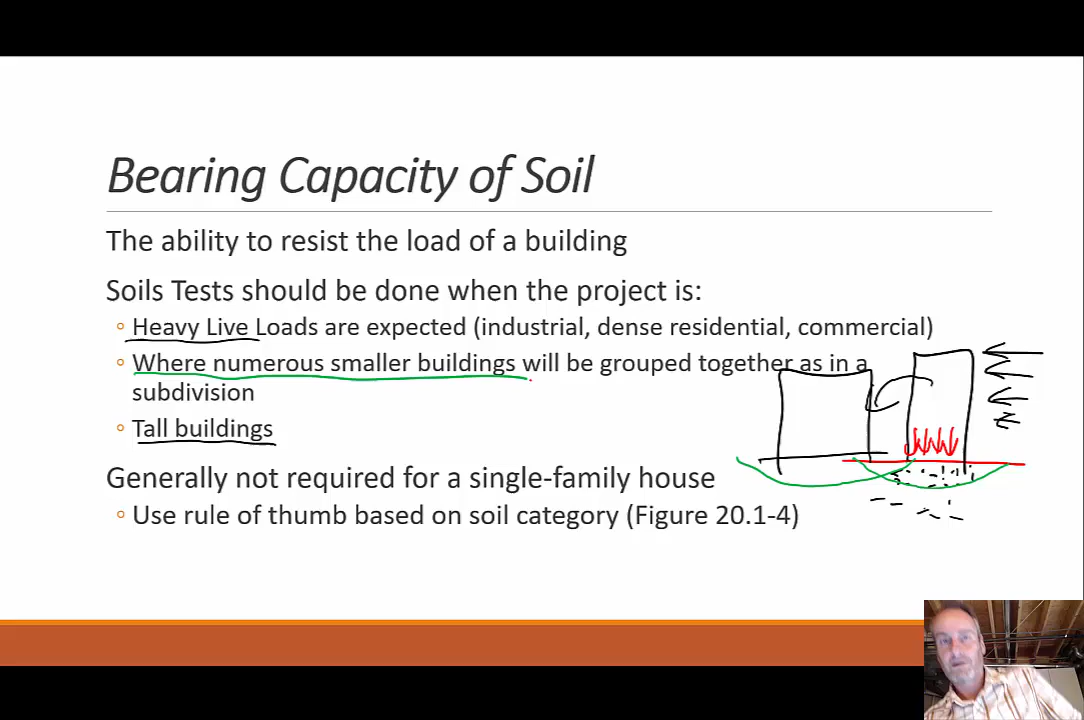 Bearing Capacity of Soil
The ability to resist the load of a building
Soils Tests should be done when the project is:
◦ Heavy Live Loads are expected (industrial, dense residential, commercial)
◦ Where numerous smaller buildings will be grouped together as in a
subdivision
◦ Tall buildings
Generally not required for a single-family house
◦ Use rule of thumb based on soil category (Figure 20.1-4)